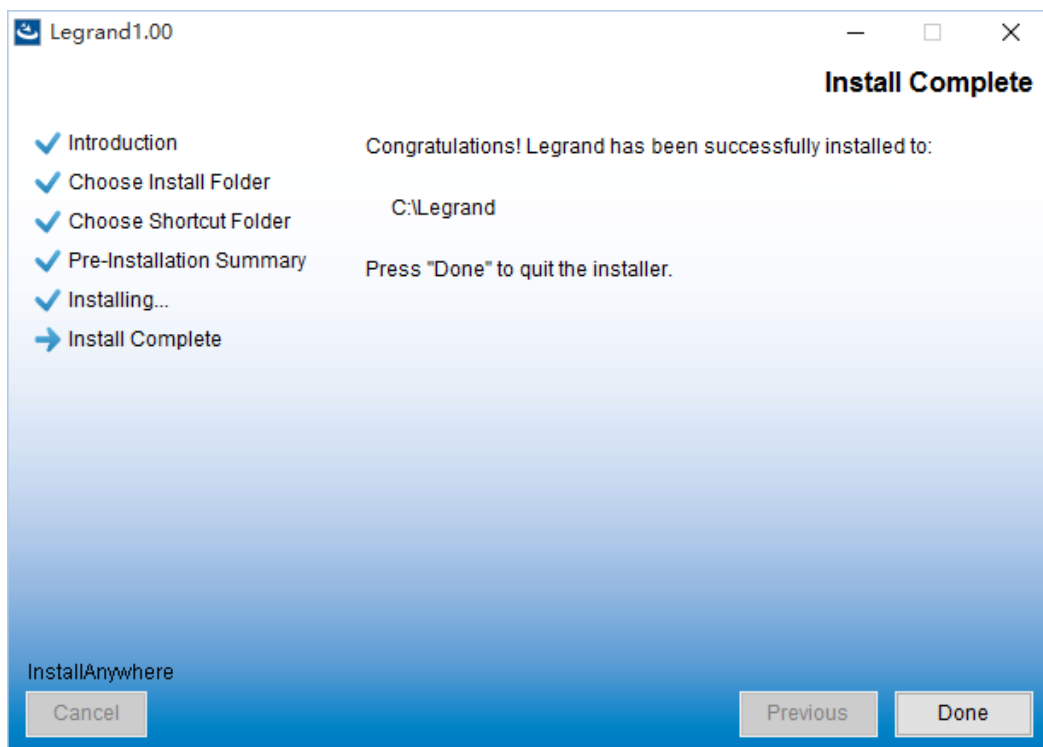 Legrand1.00
Install Complete
Introduction
Choose Install Folder
Choose Shortcut Folder
Pre-Installation Summary
Installing...
Install Complete
Congratulations! Legrand has been successfully installed to:
C:\Legrand
Press "Done" to quit the installer.
InstallAnywhere
Cancel
Previous
Done